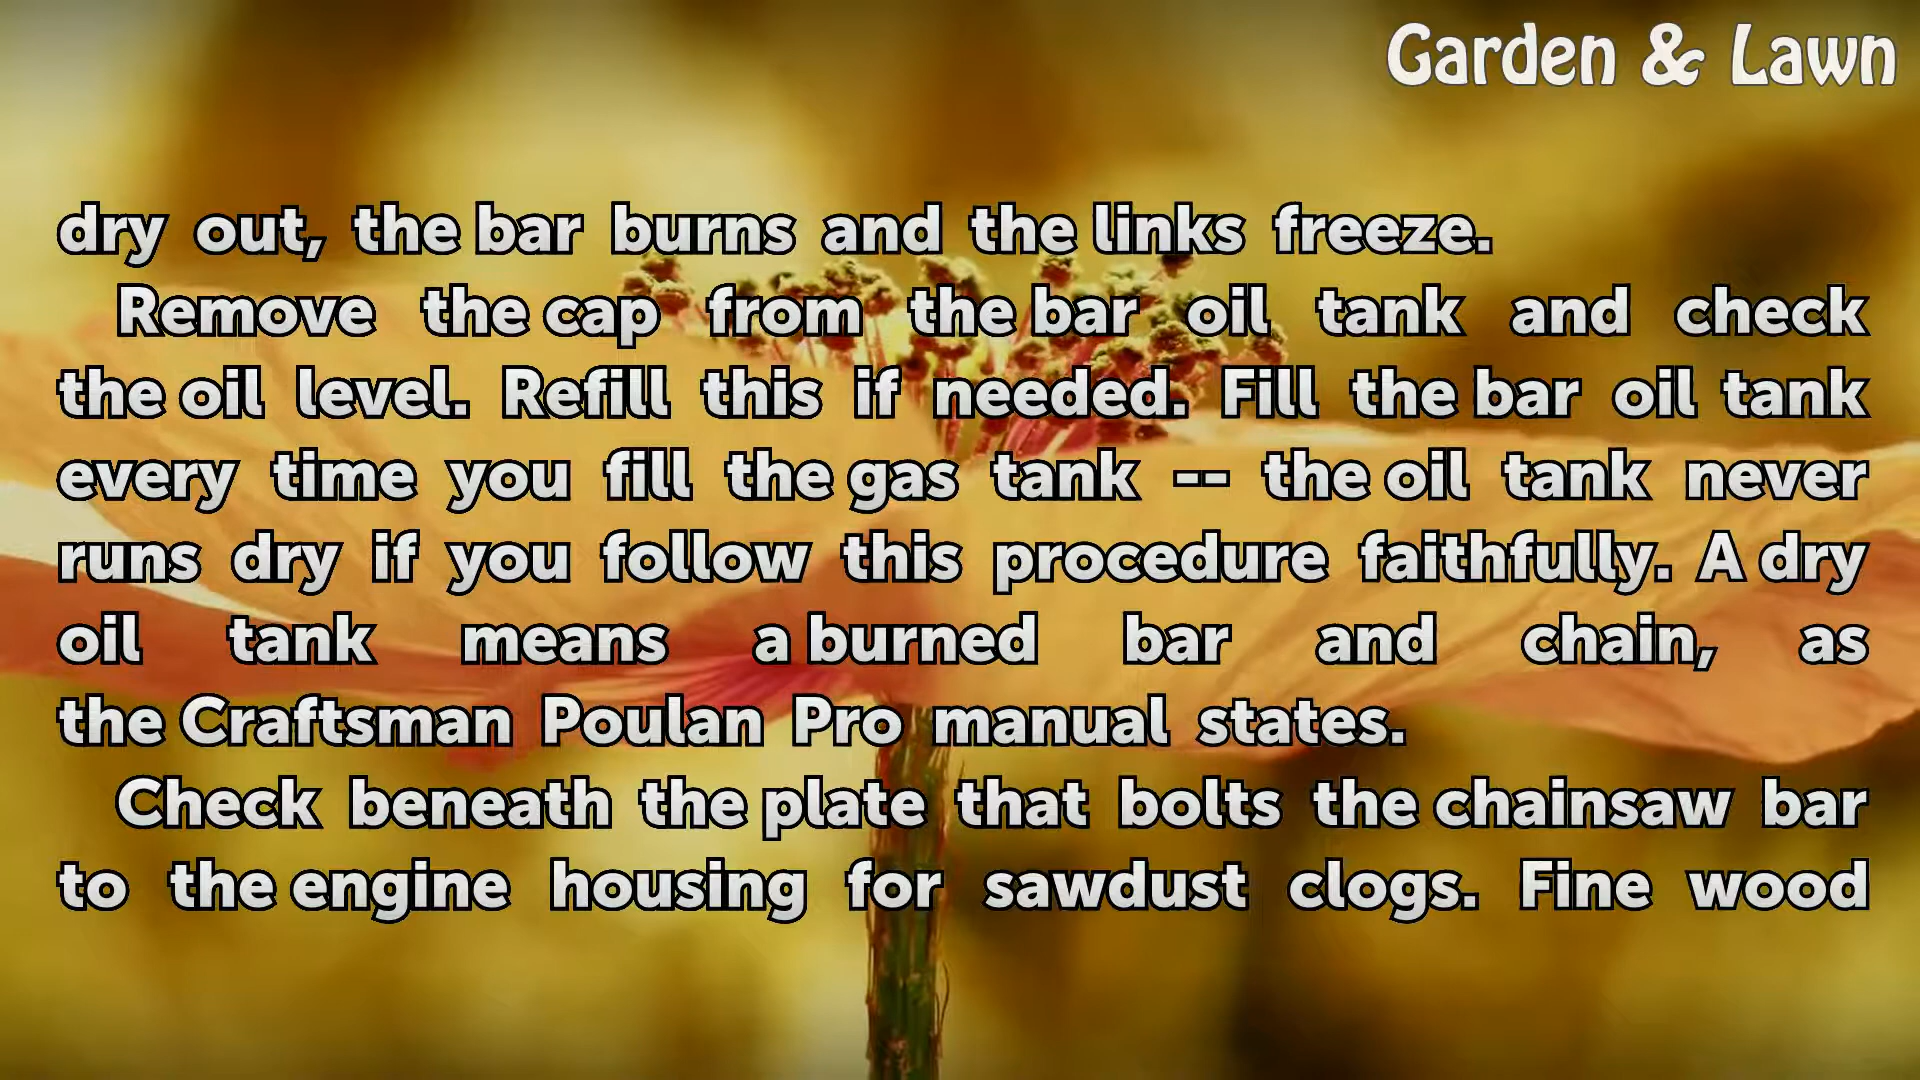 Garden & Lawn
dry out, the bar burns and the links freeze.
Remove the cap from the bar oil tank and check
the oil level. Refill this if needed. Fill the bar oil tank
every time you fill the gas tank -- the oil tank never
runs dry if you follow this procedure faithfully. A dry
oil tank means a burned bar and chain, as
the Craftsman Poulan Pro manual states.
Check beneath the plate that bolts the chainsaw bar
to the engine housing for sawdust clogs. Fine wood